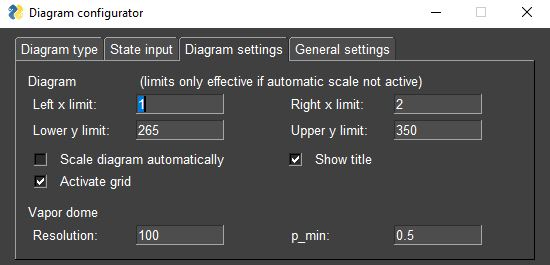 Diagram configurator
Diagram type State input Diagram settings General settings
Diagram (limits only effective if automatic scale not active)
Left x limit: 1 Right x limit: 2
Lower y limit: 265 Upper y limit: 350
Scale diagram automatically Show title
Activate grid
Vapor dome
Resolution: 100 p_min: 0.5